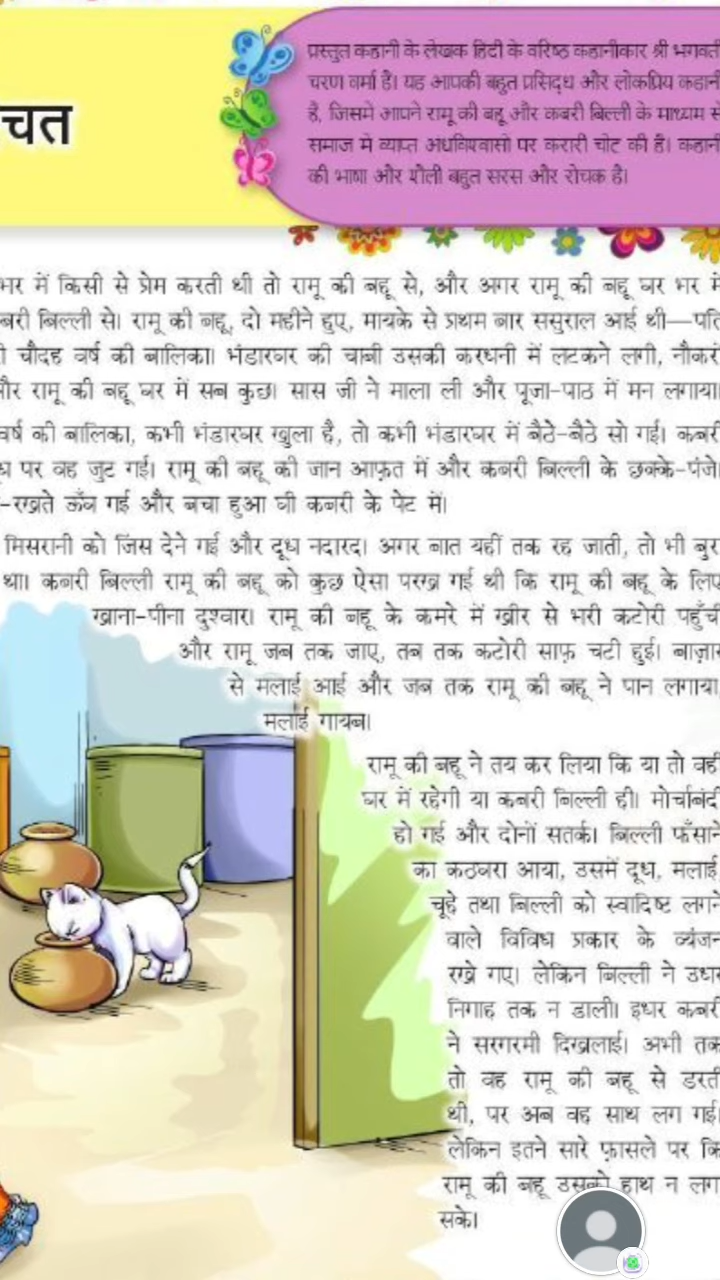 चत
प्रस्तुत कहानी के लेखक हिंदी के वरिष्ठ कहानीकार श्री भगवती
चरण वर्मा हैं। यह आपकी बहुत प्रसिद्ध और लोकप्रिय कहानी
है, जिसमें आपने रामू की बहू और कबरी बिल्ली के माध्यम से
समाज में व्याप्त अंधविश्वासों पर करारी चोट की है। कहानी
की भाषा और शैली बहुत सरस और रोचक है।
भर में किसी से प्रेम करती थी तो रामू की बहू से, और अगर रामू की बहू घर भर में
बरी बिल्ली से। रामू की बहू, दो महीने हुए, मायके से प्रथम बार ससुराल आई थी—पति
चौदह वर्ष की बालिका। भंडारघर की चाबी उसकी करधनी में लटकने लगी, नौकरों
और रामू की बहू घर में सब कुछ। सास जी ने माला ली और पूजा-पाठ में मन लगाया।
वर्ष की बालिका, कभी भंडारघर खुला है, तो कभी भंडारघर में बैठे-बैठे सो गई। कबरी
पर वह जुट गई। रामू की बहू की जान आफ़त में और कबरी बिल्ली के छक्के-पंजे।
-रखते ऊँघ गई और बचा हुआ घी कबरी के पेट में।
मिसरानी को जिंस देने गई और दूध नदारद। अगर बात यहीं तक रह जाती, तो भी बुर
था। कबरी बिल्ली रामू की बहू को कुछ ऐसा परख गई थी कि रामू की बहू के लिए
खाना-पीना दुश्वार। रामू की बहू के कमरे में खीर से भरी कटोरी पहुँची
और रामू जब तक जाए, तब तक कटोरी साफ़ चटी हुई। बाज़ार
से मलाई आई और जब तक रामू की बहू ने पान लगाया,
मलाई गायब।
रामू की बहू ने तय कर लिया कि या तो वही
घर में रहेगी या कबरी बिल्ली ही। मोर्चाबंदी
हो गई और दोनों सतर्क। बिल्ली फँसाने
का कठघरा आया, उसमें दूध, मलाई,
चूहे तथा बिल्ली को स्वादिष्ट लगने
वाले विविध प्रकार के व्यंजन
रखे गए। लेकिन बिल्ली ने उधर
निगाह तक न डाली। इधर कबरी
ने सरगरमी दिखलाई। अभी तक
तो वह रामू की बहू से डरती
थी, पर अब वह साथ लग गई।
लेकिन इतने सारे फ़ासले पर कि
रामू की बहू उसको हाथ न लगा
सके।